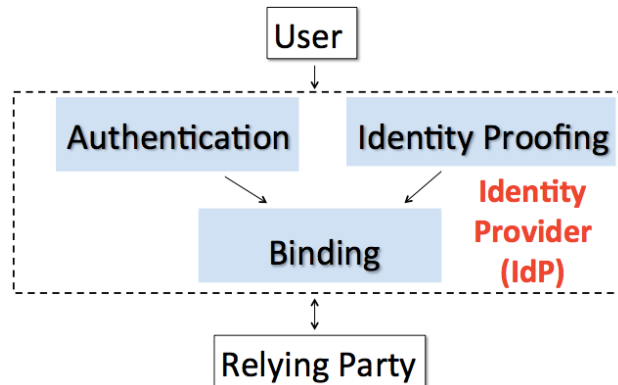 User
Authentication
Identity Proofing
Identity
Provider
(IdP)
Binding
Relying Party